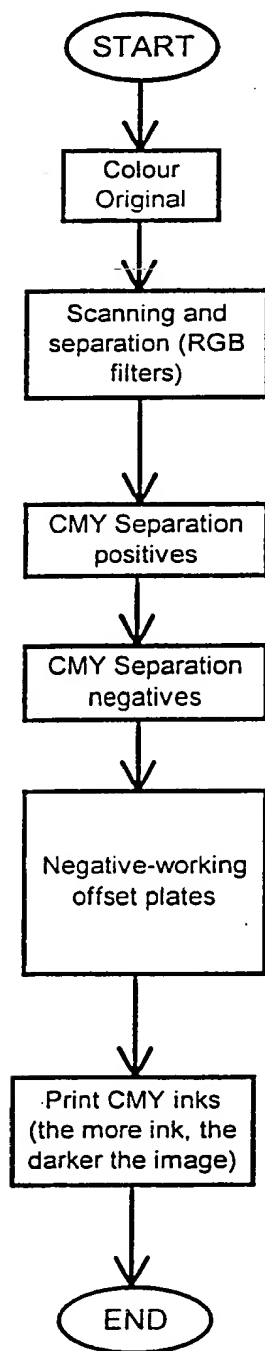 START
Colour
Original
Scanning and
separation (RGB
filters)
CMY Separation
positives
CMY Separation
negatives
Negative-working
offset plates
Print CMY inks
(the more ink, the
darker the image)
END